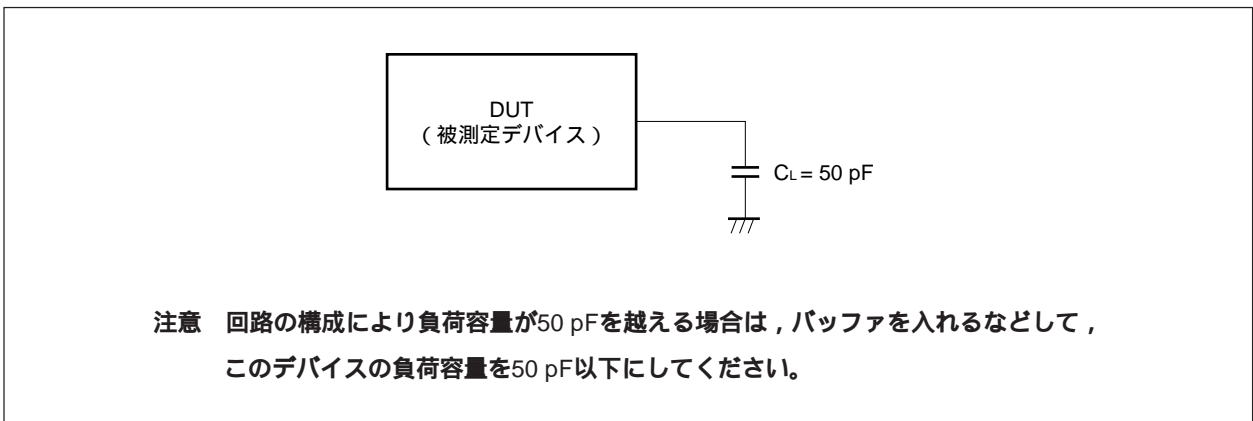 DUT
（被測定デバイス）
CL = 50 pF
注意　回路の構成により負荷容量が50 pFを越える場合は，バッファを入れるなどして，
このデバイスの負荷容量を50 pF以下にしてください。